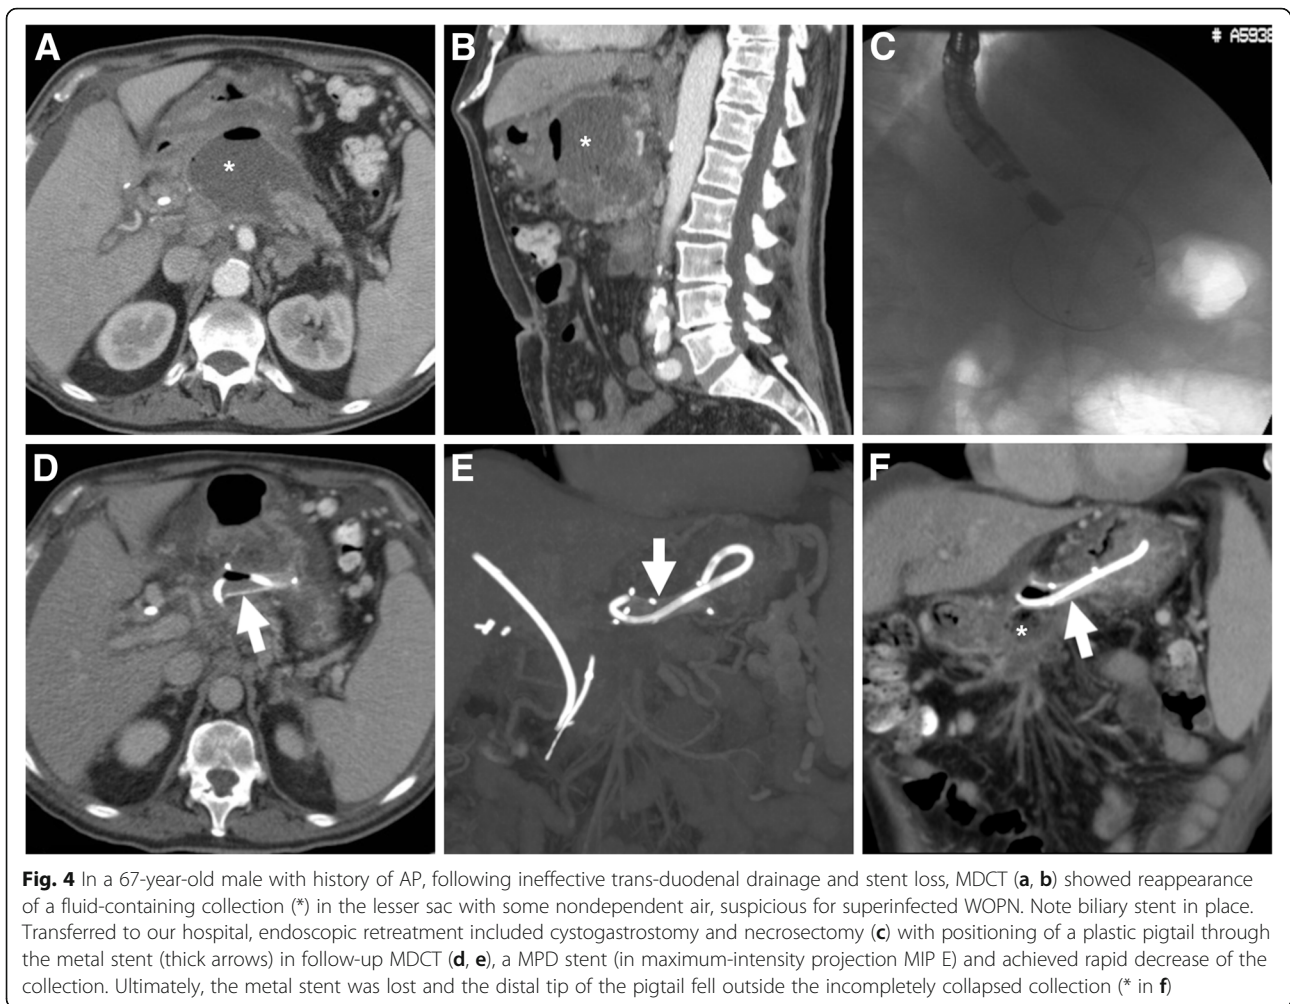 A
B
C
# A5938
D
E
F
Fig. 4 In a 67-year-old male with history of AP, following ineffective trans-duodenal drainage and stent loss, MDCT (a, b) showed reappearance
of a fluid-containing collection (*) in the lesser sac with some nondependent air, suspicious for superinfected WOPN. Note biliary stent in place.
Transferred to our hospital, endoscopic retreatment included cystogastrostomy and necrosectomy (c) with positioning of a plastic pigtail through
the metal stent (thick arrows) in follow-up MDCT (d, e), a MPD stent (in maximum-intensity projection MIP E) and achieved rapid decrease of the
collection. Ultimately, the metal stent was lost and the distal tip of the pigtail fell outside the incompletely collapsed collection (* in f)